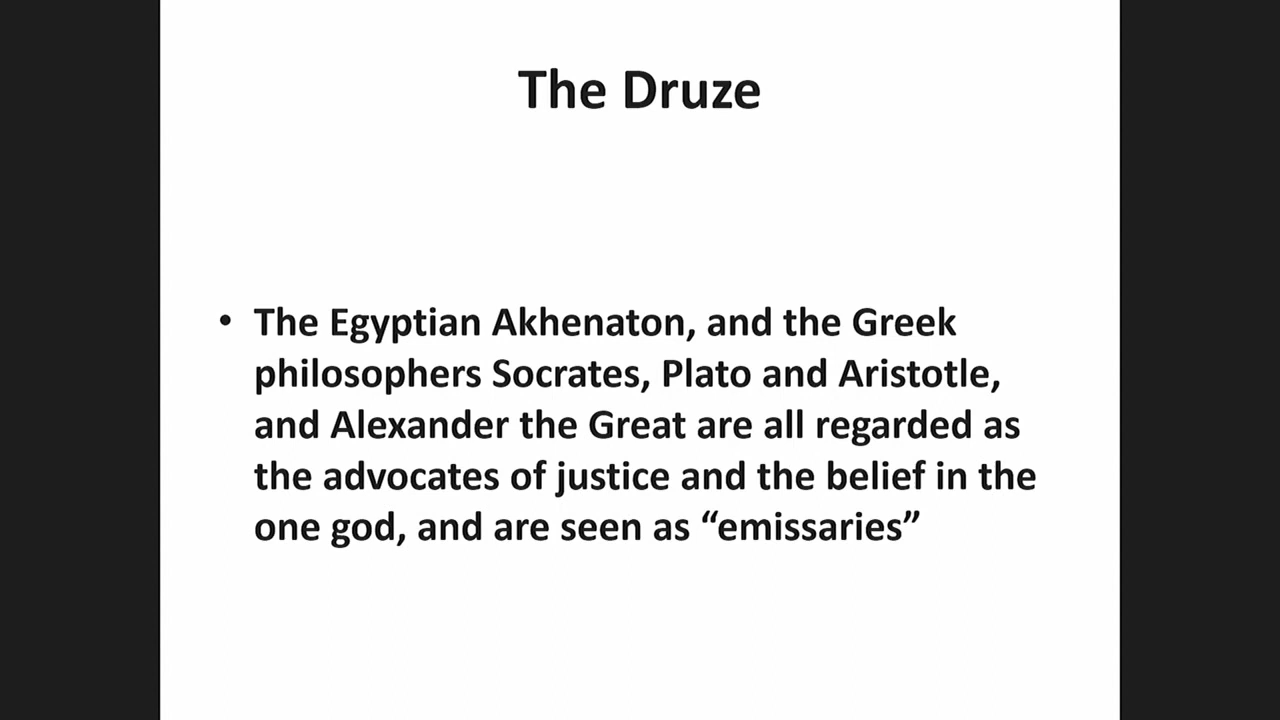 The Druze
• The Egyptian Akhenaton, and the Greek
philosophers Socrates, Plato and Aristotle,
and Alexander the Great are all regarded as
the advocates of justice and the belief in the
one god, and are seen as “emissaries”